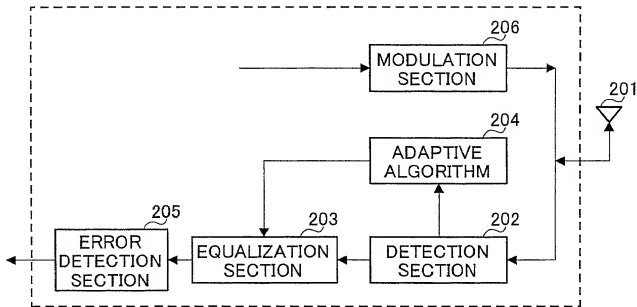 206
MODULATION
SECTION
201
204
ADAPTIVE
ALGORITHM
205
ERROR
DETECTION
SECTION
203
EQUALIZATION
SECTION
202
DETECTION
SECTION